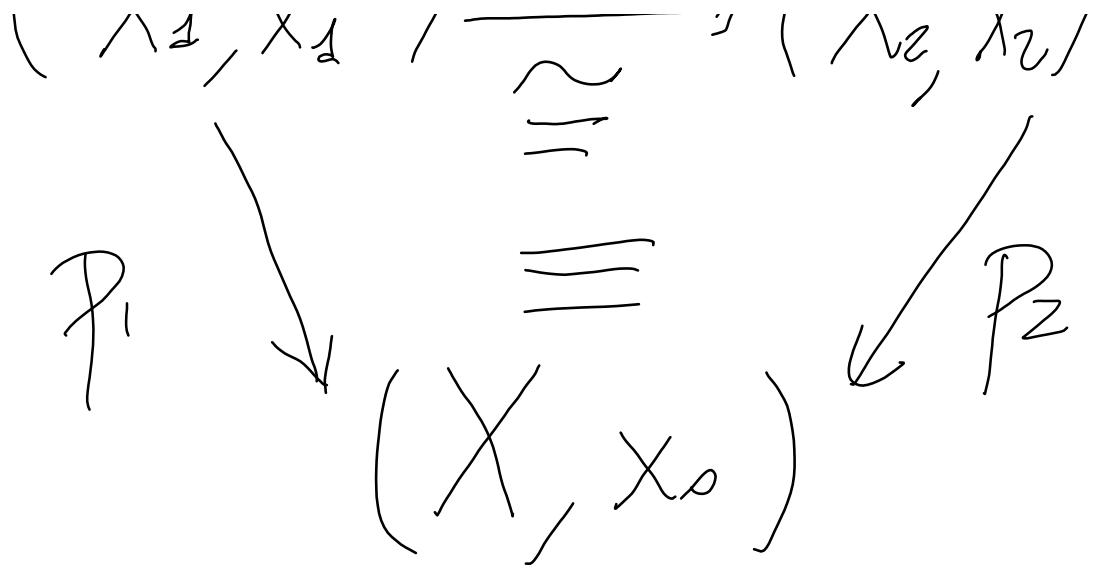 (X₁, x₁) → (X₂, x₂)
≅
≡
p₁ p₂
(X, x₀)